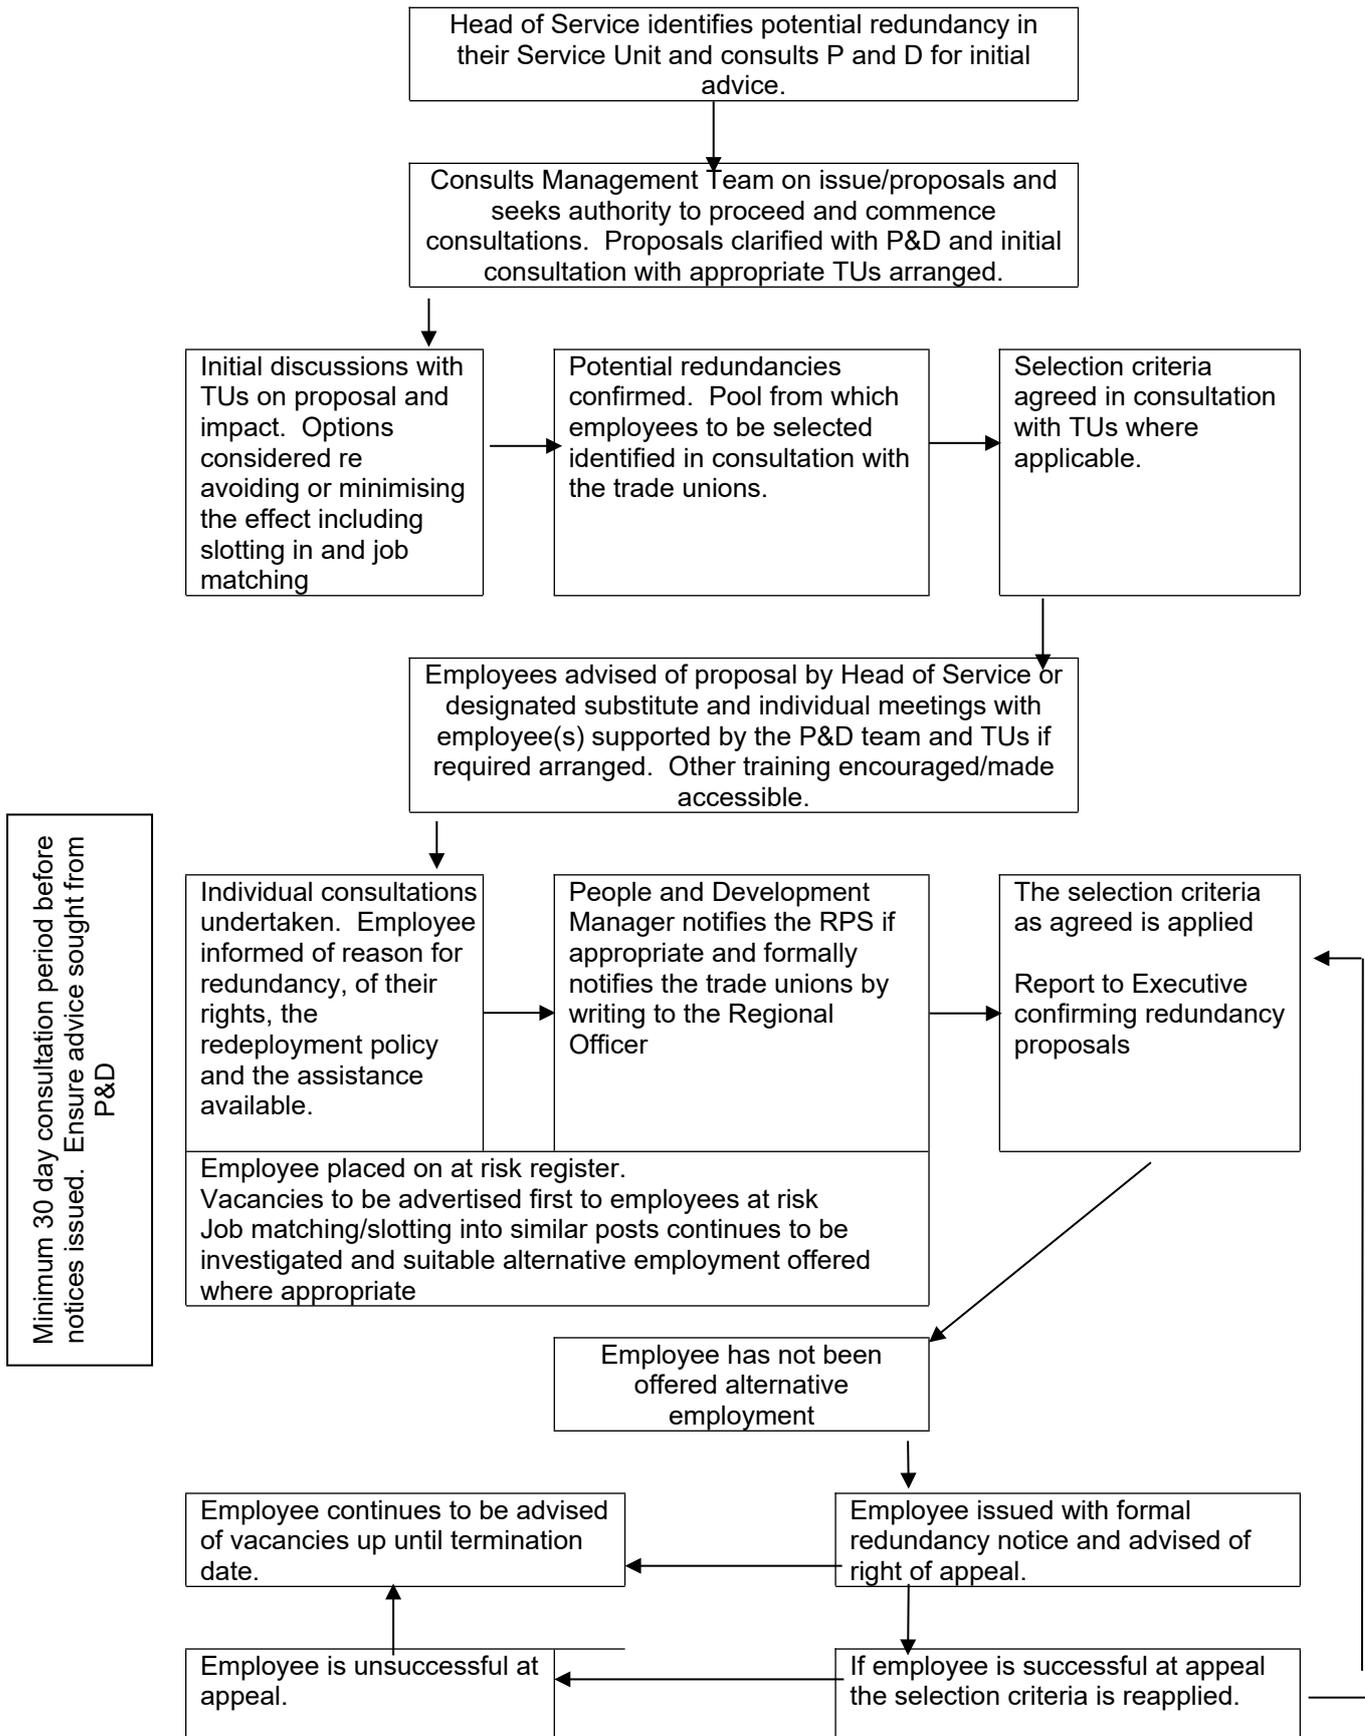 Head of Service identifies potential redundancy in
their Service Unit and consults P and D for initial
advice.
Consults Management Team on issue/proposals and
seeks authority to proceed and commence
consultations.  Proposals clarified with P&D and initial
consultation with appropriate TUs arranged.
Initial discussions with
TUs on proposal and
impact.  Options
considered re
avoiding or minimising
the effect including
slotting in and job
matching
Potential redundancies
confirmed.  Pool from which
employees to be selected
identified in consultation with
the trade unions.
Selection criteria
agreed in consultation
with TUs where
applicable.
Employees advised of proposal by Head of Service or
designated substitute and individual meetings with
employee(s) supported by the P&D team and TUs if
required arranged.  Other training encouraged/made
accessible.
Minimum 30 day consultation period before
notices issued.  Ensure advice sought from
P&D
Individual consultations
undertaken.  Employee
informed of reason for
redundancy, of their
rights, the
redeployment policy
and the assistance
available.
People and Development
Manager notifies the RPS if
appropriate and formally
notifies the trade unions by
writing to the Regional
Officer
The selection criteria
as agreed is applied
Report to Executive
confirming redundancy
proposals
Employee placed on at risk register.
Vacancies to be advertised first to employees at risk
Job matching/slotting into similar posts continues to be
investigated and suitable alternative employment offered
where appropriate
Employee has not been
offered alternative
employment
Employee continues to be advised
of vacancies up until termination
date.
Employee issued with formal
redundancy notice and advised of
right of appeal.
Employee is unsuccessful at
appeal.
If employee is successful at appeal
the selection criteria is reapplied.